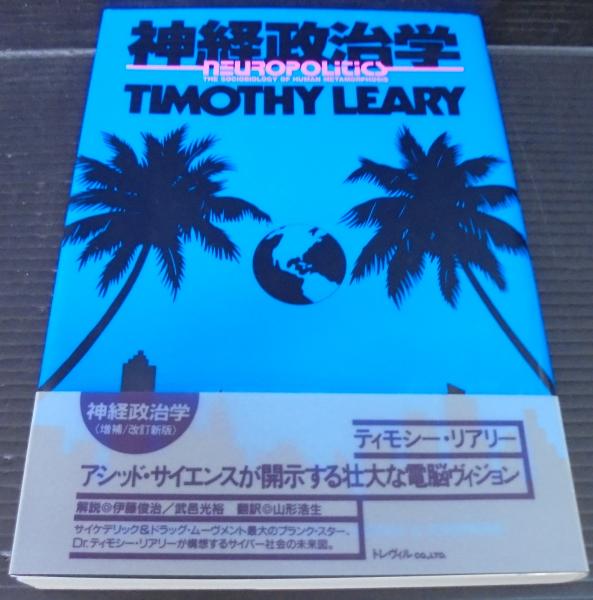 神経政治学
NEUROPOLITICS
THE SOCIOBIOLOGY OF HUMAN METAMORPHOSIS
TIMOTHY LEARY
神経政治学
(増補/改訂新版)
ティモシー・リアリー
アシッド・サイエンスが開示する壮大な電脳ヴィジョン
解説◎伊藤俊治/武邑光裕 翻訳◎山形浩生
サイケデリック&ドラッグ・ムーヴメント最大のプランク・スター、
Dr.ティモシー・リアリーが構想するサイバー社会の未来図。
トレヴィル CO.,LTD.